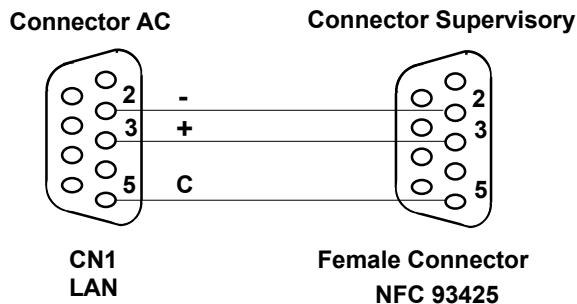 Connector AC
Connector Supervisory
2 - 2
3 + 3
5 C 5
CN1
LAN
Female Connector
NFC 93425